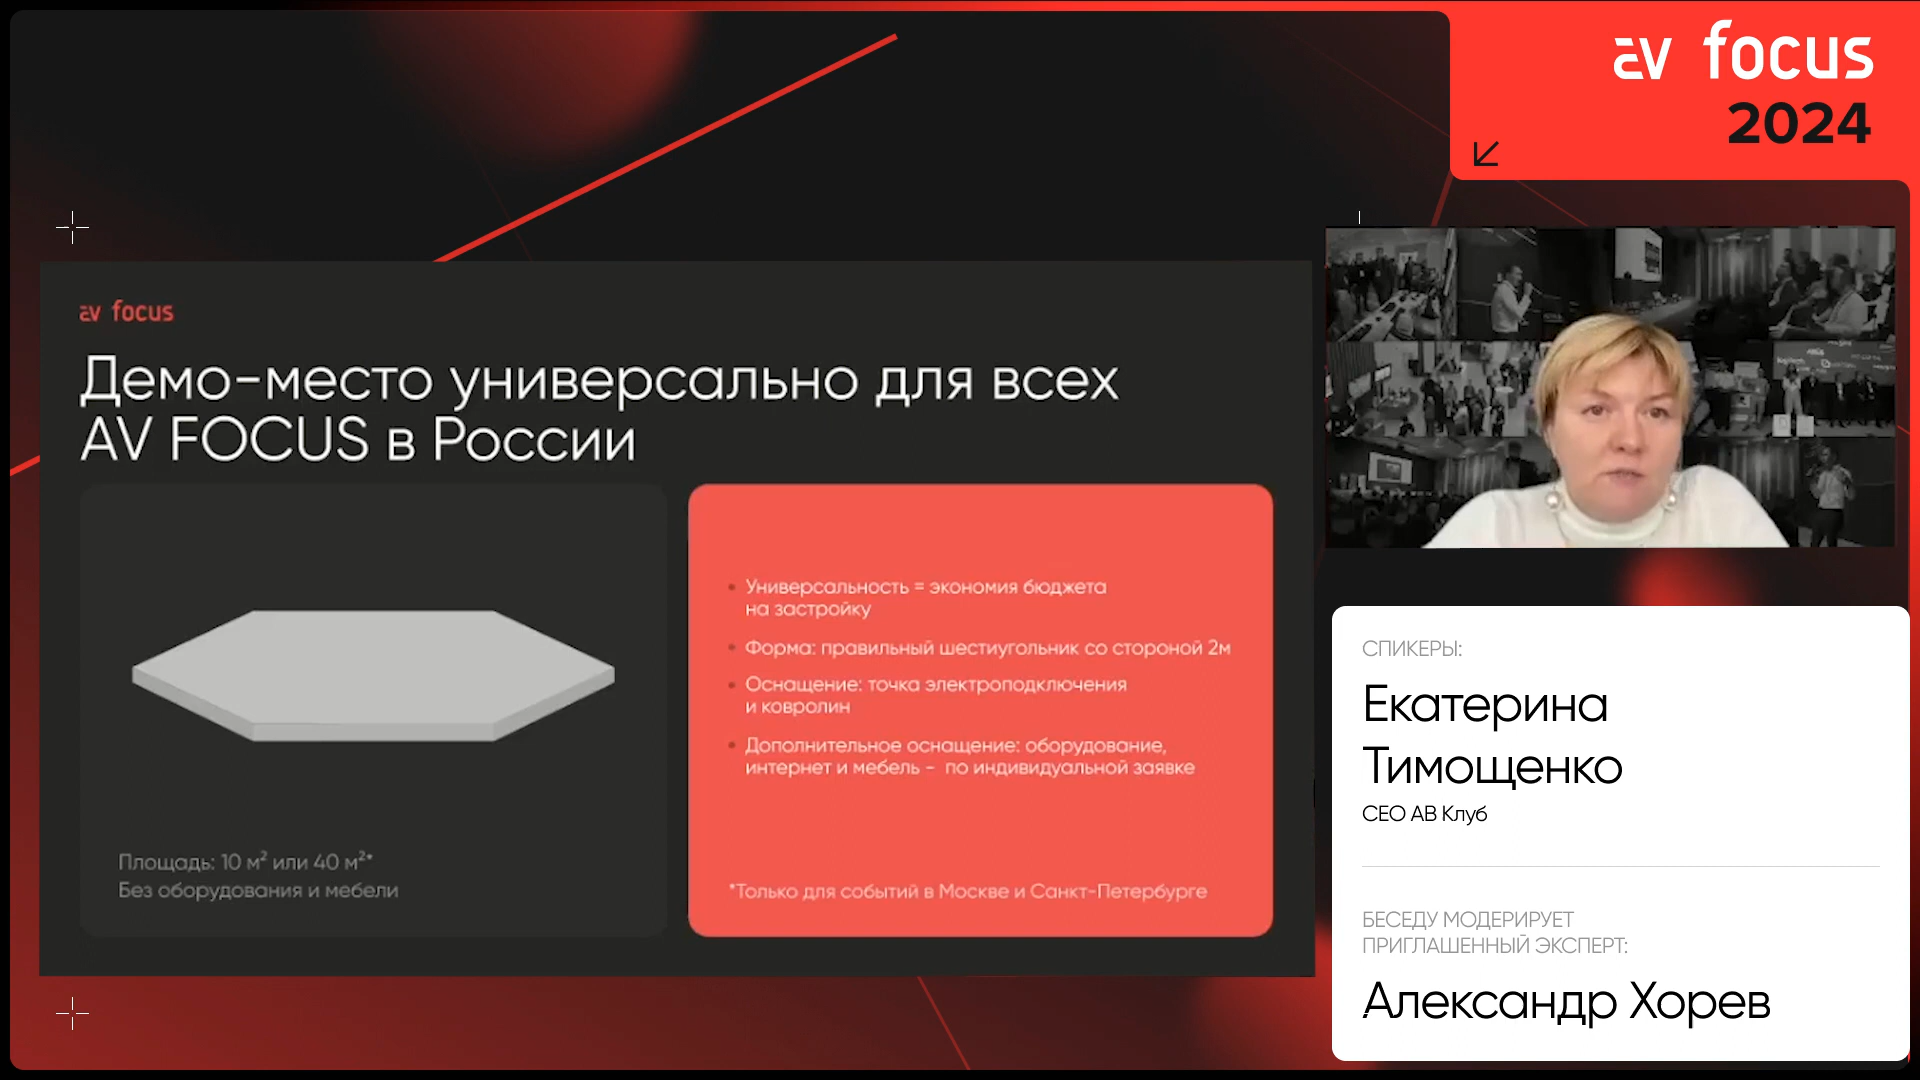 av focus
2024
av focus
Демо-место универсально для всех
AV FOCUS в России
Площадь: 10 м² или 40 м²*
Без оборудования и мебели
• Универсальность = экономия бюджета
на застройку
• Форма: правильный шестиугольник со стороной 2м
• Оснащение: точка электроподключения
и ковролин
• Дополнительное оснащение: оборудование,
интернет и мебель - по индивидуальной заявке
*Только для событий в Москве и Санкт-Петербурге
СПИКЕРЫ:
Екатерина
Тимощенко
CEO АВ Клуб
БЕСЕДУ МОДЕРИРУЕТ
ПРИГЛАШЕННЫЙ ЭКСПЕРТ:
Александр Хорев